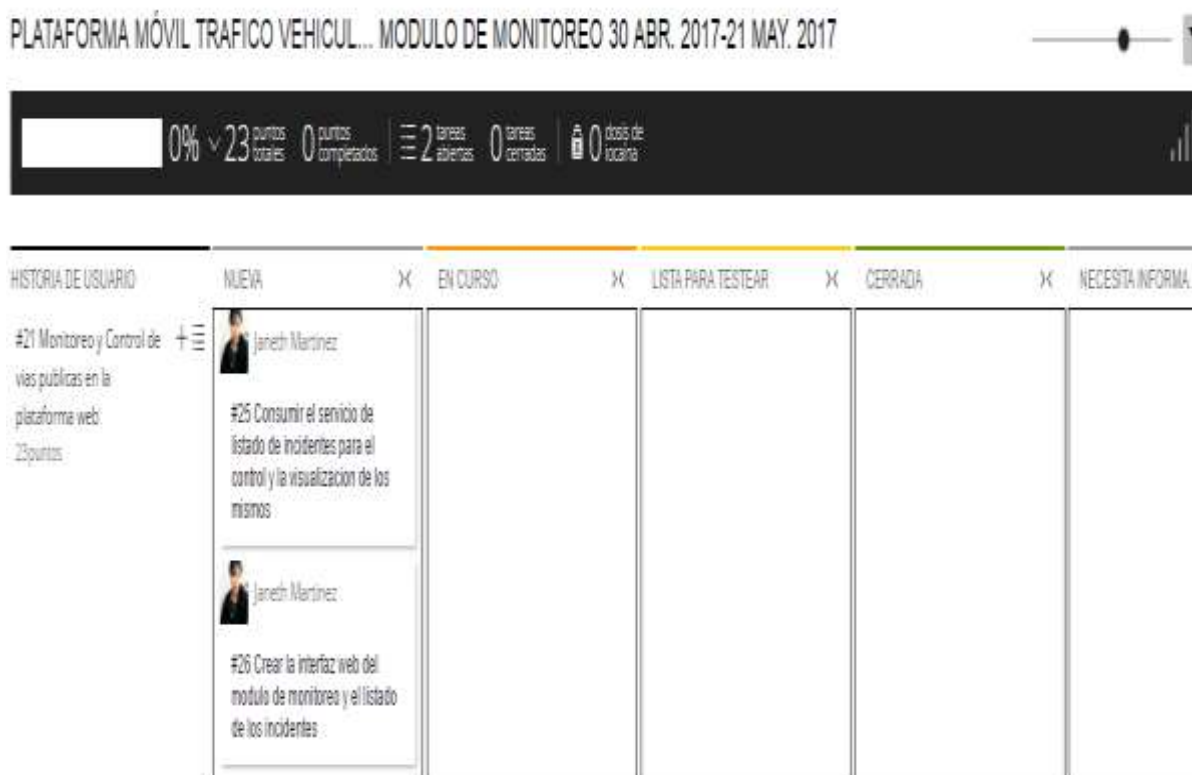 PLATAFORMA MÓVIL TRAFICO VEHICUL... MODULO DE MONITOREO 30 ABR. 2017-21 MAY. 2017
0% 23 puntos totales 0 puntos completados 2 tareas abiertas 0 tareas cerradas 0 dosis de iocaína
HISTORIA DE USUARIO
NUEVA
EN CURSO
LISTA PARA TESTEAR
CERRADA
NECESITA INFORMA
#21 Monitoreo y Control de
vias publicas en la
plataforma web
23puntos
Janeth Martinez
#25 Consumir el servicio de
listado de incidentes para el
control y la visualizacion de los
mismos
Janeth Martinez
#26 Crear la interfaz web del
modulo de monitoreo y el listado
de los incidentes